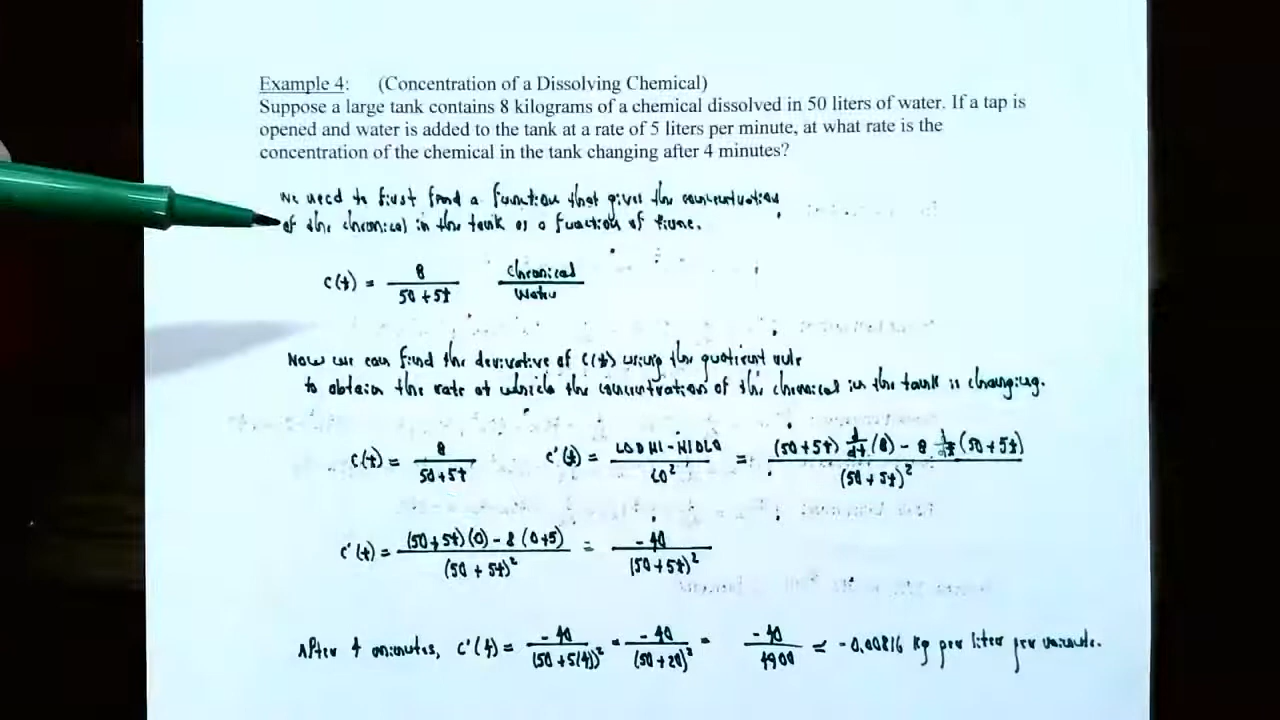 Example 4: (Concentration of a Dissolving Chemical)
Suppose a large tank contains 8 kilograms of a chemical dissolved in 50 liters of water. If a tap is
opened and water is added to the tank at a rate of 5 liters per minute, at what rate is the
concentration of the chemical in the tank changing after 4 minutes?
We need to first find a function that gives the concentration
of the chemical in the tank as a function of time.
C(t) = 8 / (50 + 5t) Chemical / Water
Now we can find the derivative of C(t) using the quotient rule
to obtain the rate at which the concentration of the chemical in the tank is changing.
C(t) = 8 / (50 + 5t) C'(t) = (LO D HI - HI D LO) / LO² = ((50 + 5t) d/dt (8) - 8 d/dt (50 + 5t)) / (50 + 5t)²
C'(t) = ((50 + 5t)(0) - 8(0 + 5)) / (50 + 5t)² = -40 / (50 + 5t)²
After 4 minutes, C'(4) = -40 / (50 + 5(4))² = -40 / (50 + 20)² = -40 / 4900 ≈ -0.00816 kg per liter per minute.